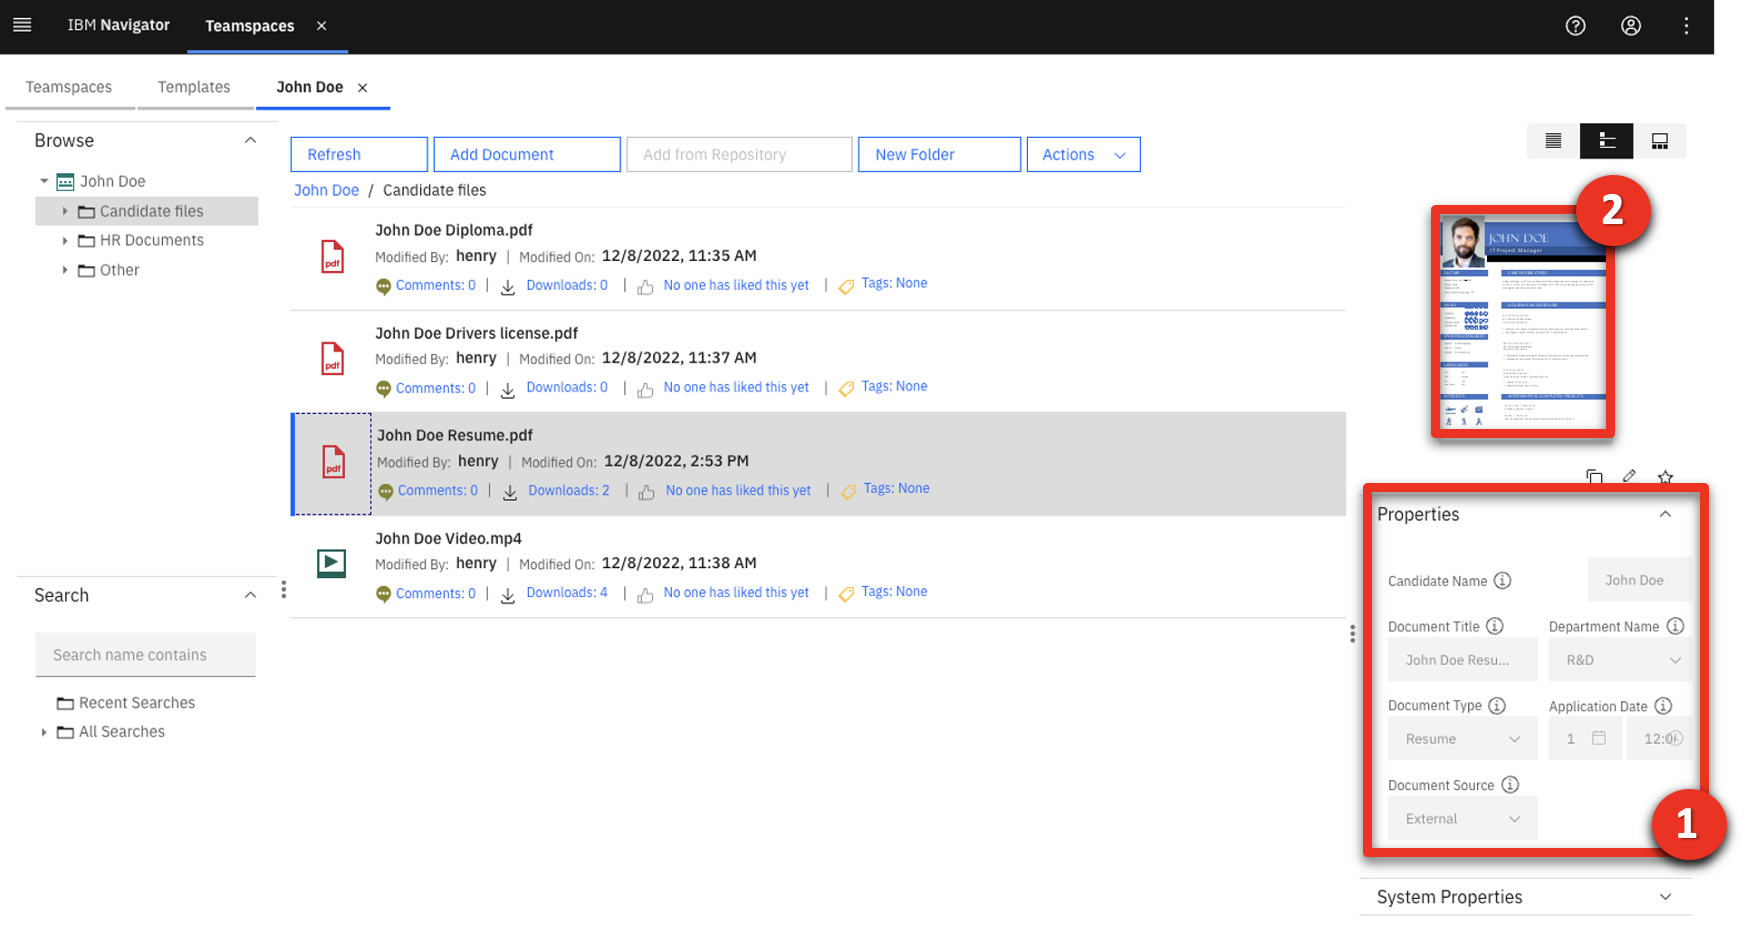 IBM Navigator
Teamspaces
Teamspaces
Templates
John Doe
Browse
John Doe
Candidate files
HR Documents
Other
Search
Search name contains
Recent Searches
All Searches
Refresh
Add Document
Add from Repository
New Folder
Actions
John Doe / Candidate files
John Doe Diploma.pdf
Modified By: henry | Modified On: 12/8/2022, 11:35 AM
Comments: 0 | Downloads: 0 | No one has liked this yet | Tags: None
pdf
John Doe Drivers license.pdf
Modified By: henry | Modified On: 12/8/2022, 11:37 AM
Comments: 0 | Downloads: 0 | No one has liked this yet | Tags: None
pdf
John Doe Resume.pdf
Modified By: henry | Modified On: 12/8/2022, 2:53 PM
Comments: 0 | Downloads: 2 | No one has liked this yet | Tags: None
pdf
John Doe Video.mp4
Modified By: henry | Modified On: 12/8/2022, 11:38 AM
Comments: 0 | Downloads: 4 | No one has liked this yet | Tags: None
2
JOHN DOE
IT Project Manager
Properties
Candidate Name
John Doe
Document Title
Department Name
John Doe Resu...
R&D
Document Type
Application Date
Resume
1
12:0
Document Source
External
1
System Properties